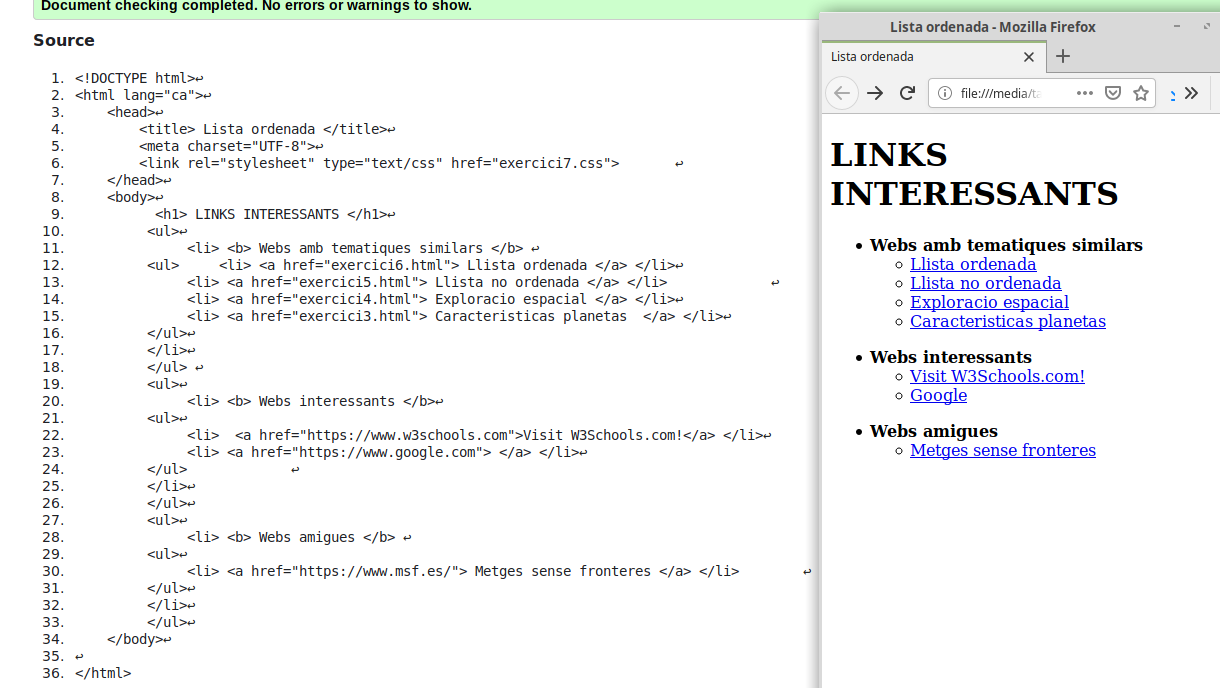 Document checking completed. No errors or warnings to show.
Source
1. <!DOCTYPE html>↩
2. <html lang="ca">↩
3. <head>↩
4. <title> Lista ordenada </title>↩
5. <meta charset="UTF-8">↩
6. <link rel="stylesheet" type="text/css" href="exercici7.css"> ↩
7. </head>↩
8. <body>↩
9. <h1> LINKS INTERESSANTS </h1>↩
10. <ul>↩
11. <li> <b> Webs amb tematiques similars </b> ↩
12. <ul> <li> <a href="exercici6.html"> Llista ordenada </a> </li>↩
13. <li> <a href="exercici5.html"> Llista no ordenada </a> </li> ↩
14. <li> <a href="exercici4.html"> Exploracio espacial </a> </li>↩
15. <li> <a href="exercici3.html"> Caracteristicas planetas </a> </li>↩
16. </ul>↩
17. </li>↩
18. </ul> ↩
19. <ul>↩
20. <li> <b> Webs interessants </b>↩
21. <ul>↩
22. <li> <a href="https://www.w3schools.com">Visit W3Schools.com!</a> </li>↩
23. <li> <a href="https://www.google.com"> </a> </li>↩
24. </ul> ↩
25. </li>↩
26. </ul>↩
27. <ul>↩
28. <li> <b> Webs amigues </b> ↩
29. <ul>↩
30. <li> <a href="https://www.msf.es/"> Metges sense fronteres </a> </li> ↩
31. </ul>↩
32. </li>↩
33. </ul>↩
34. </body>↩
35. ↩
36. </html>
Lista ordenada - Mozilla Firefox
Lista ordenada
file:///media/ta
LINKS
INTERESSANTS
• Webs amb tematiques similars
◦ Llista ordenada
◦ Llista no ordenada
◦ Exploracio espacial
◦ Caracteristicas planetas
• Webs interessants
◦ Visit W3Schools.com!
◦ Google
• Webs amigues
◦ Metges sense fronteres